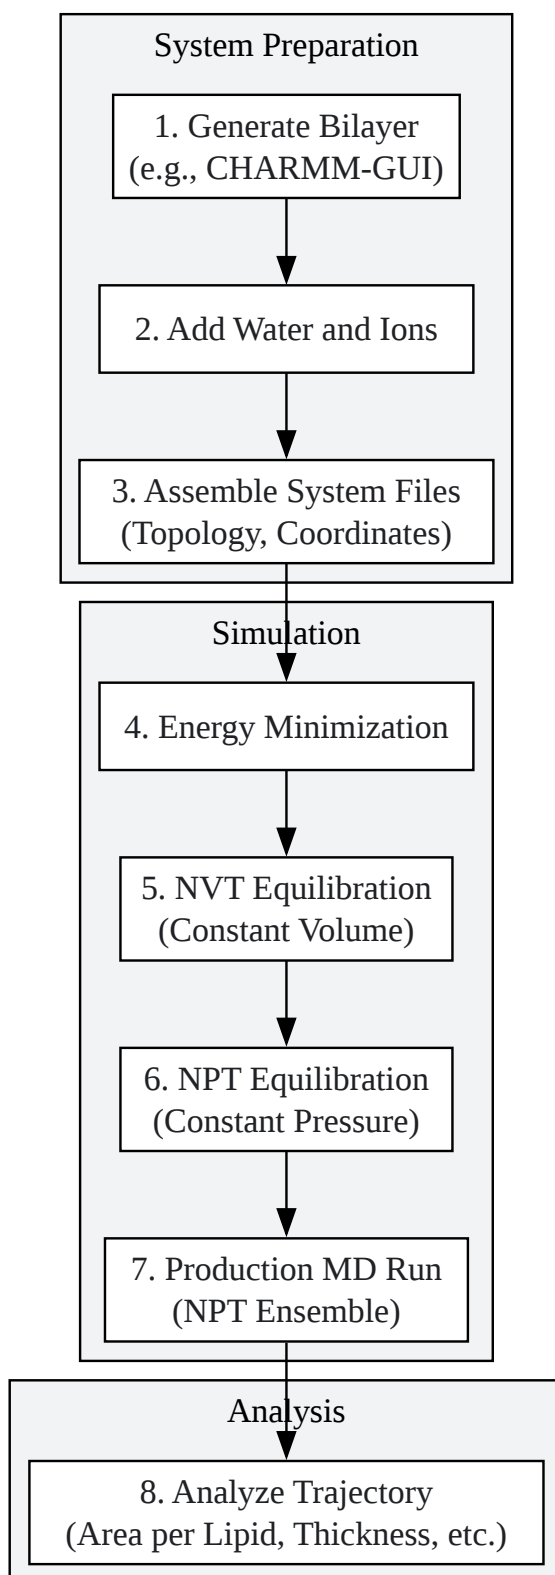 System Preparation
1. Generate Bilayer
(e.g., CHARMM-GUI)
2. Add Water and Ions
3. Assemble System Files
(Topology, Coordinates)
Simulation
4. Energy Minimization
5. NVT Equilibration
(Constant Volume)
6. NPT Equilibration
(Constant Pressure)
7. Production MD Run
(NPT Ensemble)
Analysis
8. Analyze Trajectory
(Area per Lipid, Thickness, etc.)